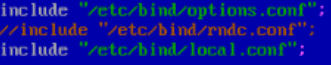 include "/etc/bind/options.conf";
//include "/etc/bind/rndc.conf";
include "/etc/bind/local.conf";